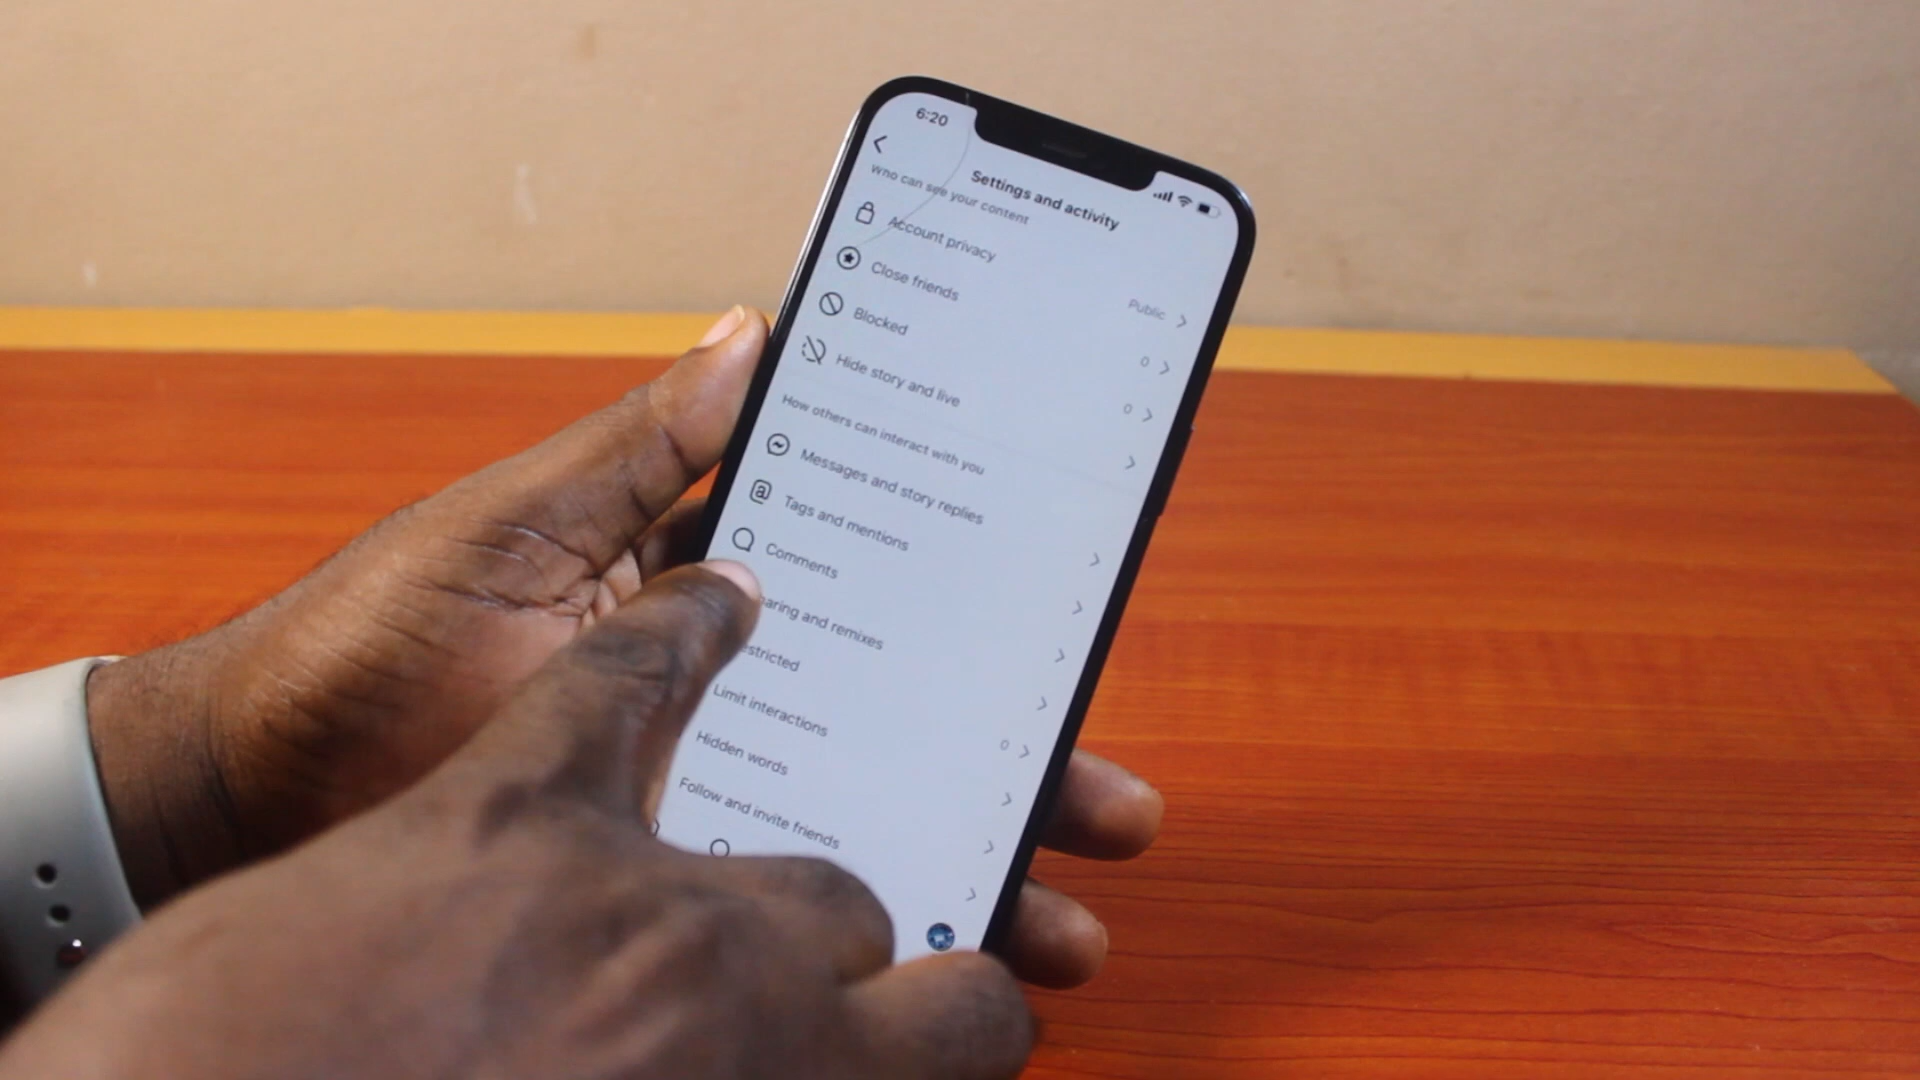 6:20
Settings and activity
Who can see your content
Account privacy
Public
Close friends
0
Blocked
0
Hide story and live
How others can interact with you
Messages and story replies
Tags and mentions
Comments
haring and remixes
estricted
0
Limit interactions
Hidden words
Follow and invite friends